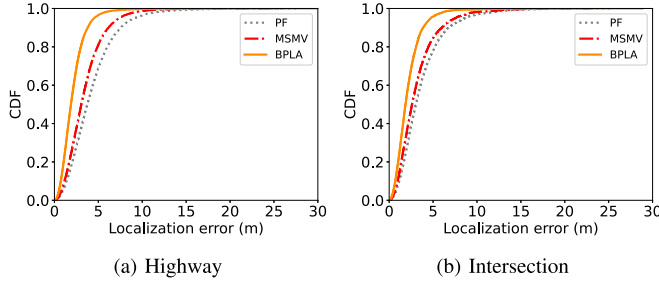 1.0
0.8
0.6
0.4
0.2
0.0
CDF
0 5 10 15 20 25 30
Localization error (m)
PF
MSMV
BPLA
(a) Highway
1.0
0.8
0.6
0.4
0.2
0.0
CDF
0 5 10 15 20 25 30
Localization error (m)
PF
MSMV
BPLA
(b) Intersection